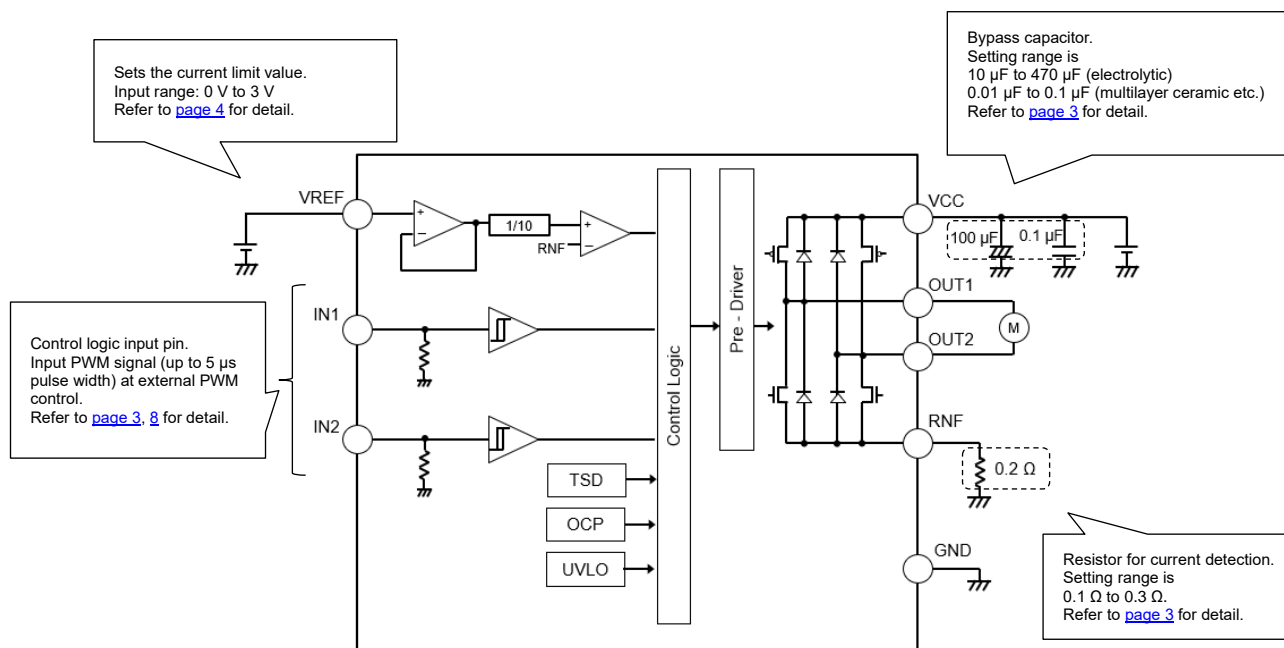 Sets the current limit value.
Input range: 0 V to 3 V
Refer to page 4 for detail.
Bypass capacitor.
Setting range is
10 µF to 470 µF (electrolytic)
0.01 µF to 0.1 µF (multilayer ceramic etc.)
Refer to page 3 for detail.
VREF
+
−
1/10
+
RNF
−
VCC
100 µF
0.1 µF
OUT1
M
OUT2
IN1
Control logic input pin.
Input PWM signal (up to 5 µs
pulse width) at external PWM
control.
Refer to page 3, 8 for detail.
IN2
Control Logic
Pre - Driver
RNF
0.2 Ω
TSD
OCP
UVLO
GND
Resistor for current detection.
Setting range is
0.1 Ω to 0.3 Ω.
Refer to page 3 for detail.